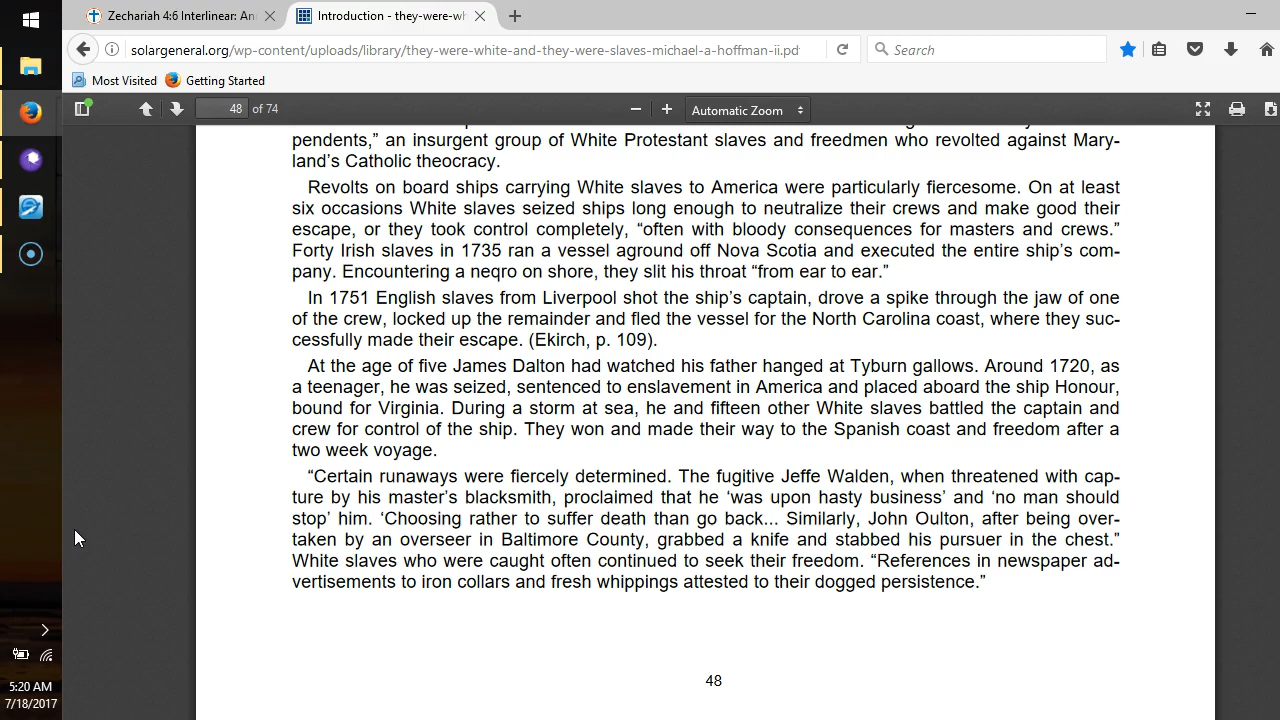 Zechariah 4:6 Interlinear: An
Introduction - they-were-wh
solargeneral.org/wp-content/uploads/library/they-were-white-and-they-were-slaves-michael-a-hoffman-ii.pd
Search
Most Visited
Getting Started
48 of 74
Automatic Zoom
pendents,” an insurgent group of White Protestant slaves and freedmen who revolted against Mary-
land’s Catholic theocracy.
Revolts on board ships carrying White slaves to America were particularly fiercesome. On at least
six occasions White slaves seized ships long enough to neutralize their crews and make good their
escape, or they took control completely, “often with bloody consequences for masters and crews.”
Forty Irish slaves in 1735 ran a vessel aground off Nova Scotia and executed the entire ship’s com-
pany. Encountering a neqro on shore, they slit his throat “from ear to ear.”
In 1751 English slaves from Liverpool shot the ship’s captain, drove a spike through the jaw of one
of the crew, locked up the remainder and fled the vessel for the North Carolina coast, where they suc-
cessfully made their escape. (Ekirch, p. 109).
At the age of five James Dalton had watched his father hanged at Tyburn gallows. Around 1720, as
a teenager, he was seized, sentenced to enslavement in America and placed aboard the ship Honour,
bound for Virginia. During a storm at sea, he and fifteen other White slaves battled the captain and
crew for control of the ship. They won and made their way to the Spanish coast and freedom after a
two week voyage.
“Certain runaways were fiercely determined. The fugitive Jeffe Walden, when threatened with cap-
ture by his master’s blacksmith, proclaimed that he ‘was upon hasty business’ and ‘no man should
stop’ him. ‘Choosing rather to suffer death than go back... Similarly, John Oulton, after being over-
taken by an overseer in Baltimore County, grabbed a knife and stabbed his pursuer in the chest.”
White slaves who were caught often continued to seek their freedom. “References in newspaper ad-
vertisements to iron collars and fresh whippings attested to their dogged persistence.”
48
5:20 AM
7/18/2017